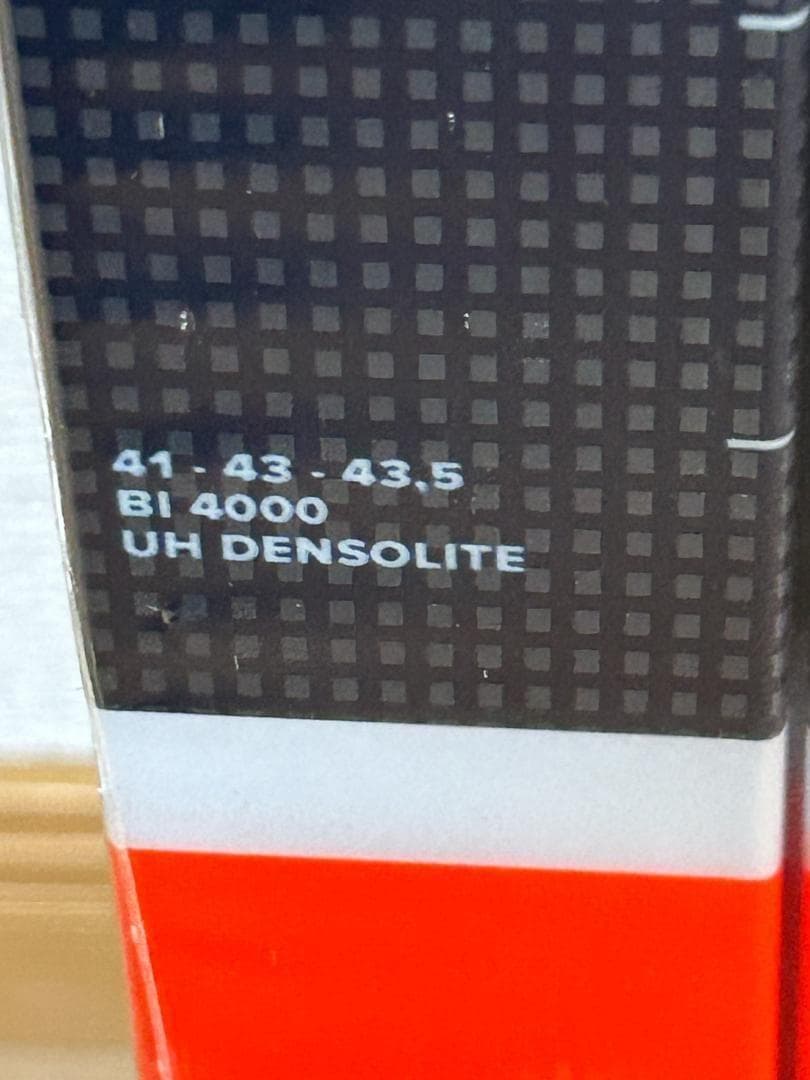 41 - 43 - 43.5
BI 4000
UH DENSOLITE